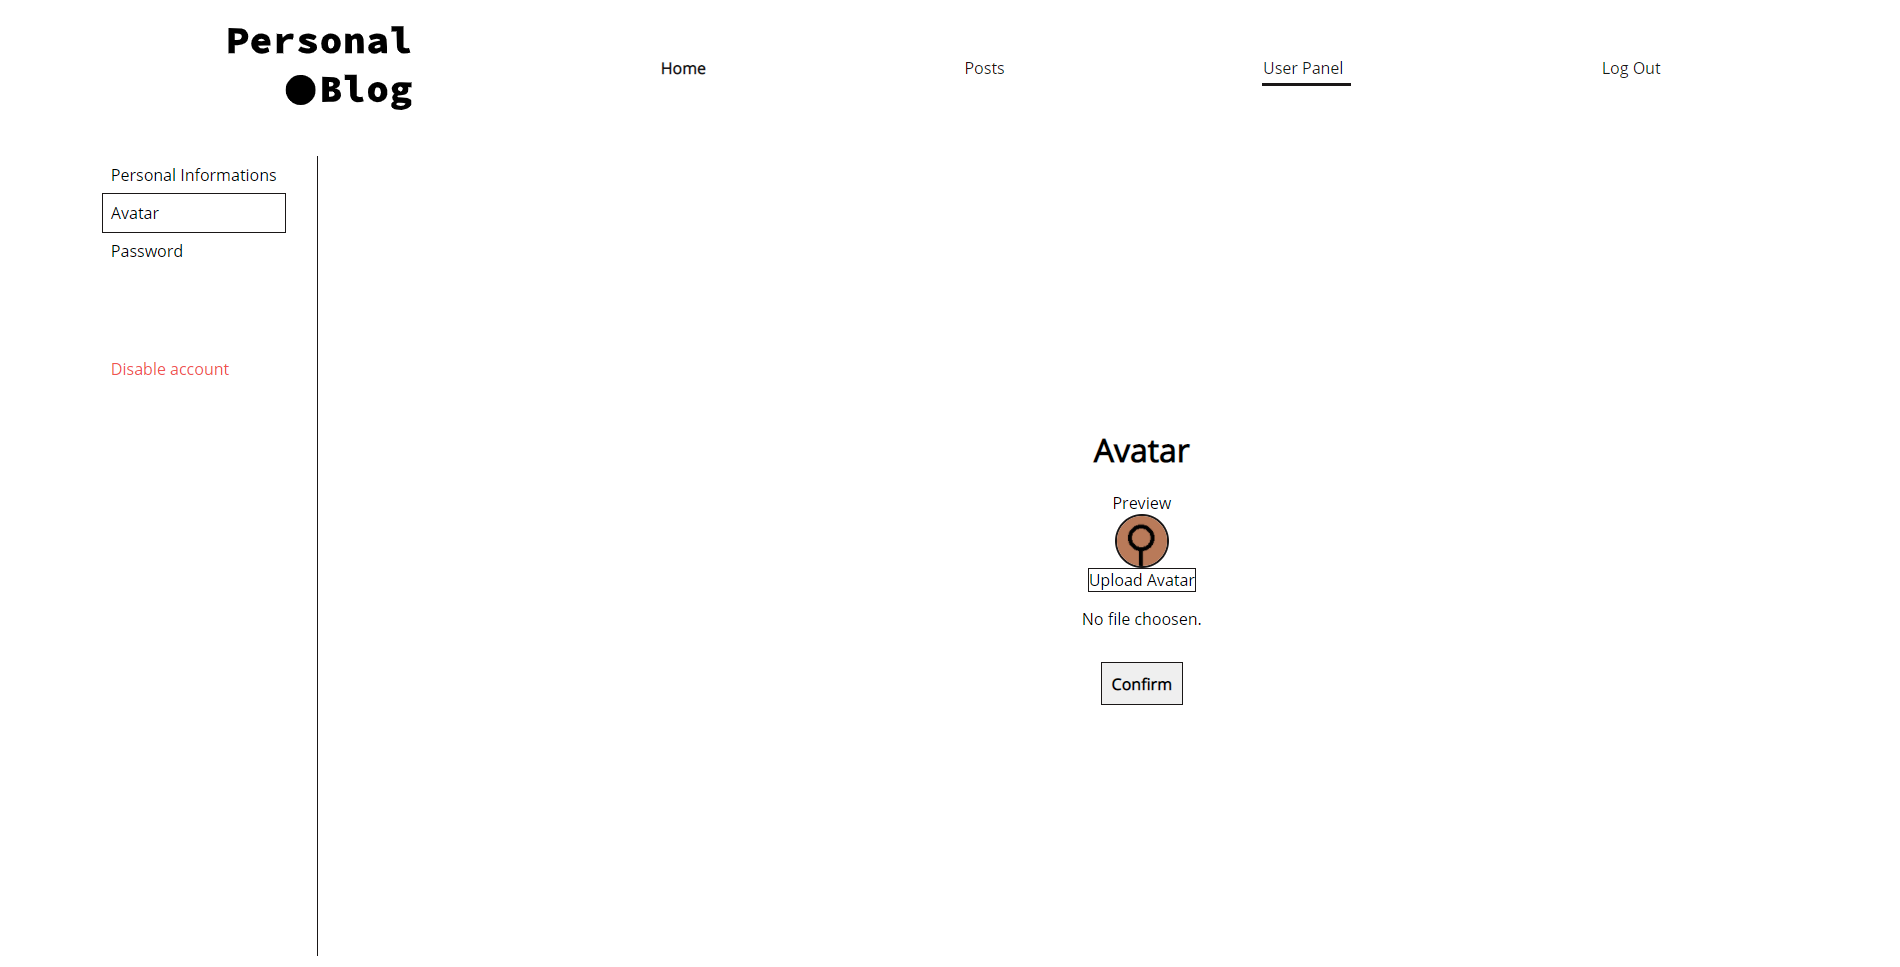 Personal
Blog
Home
Posts
User Panel
Log Out
Personal Informations
Avatar
Password
Disable account
Avatar
Preview
Upload Avatar
No file choosen.
Confirm